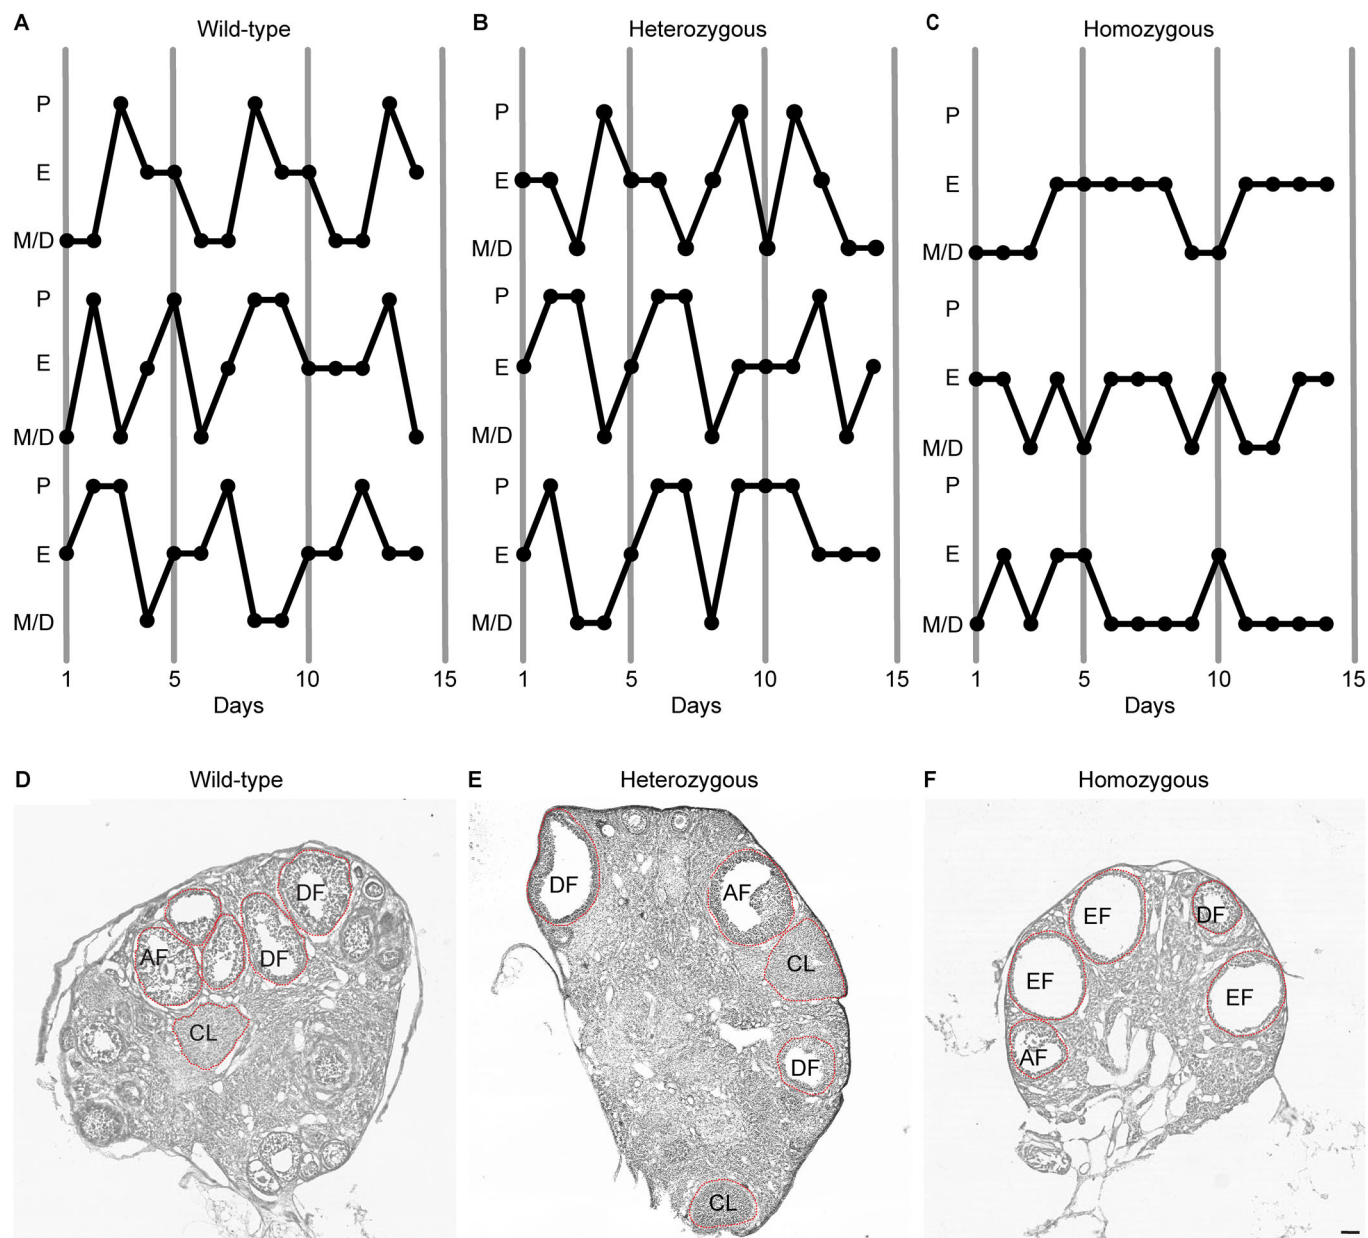 A Wild-type
B Heterozygous
C Homozygous
P
E
M/D
P
E
M/D
P
E
M/D
1 5 10 15
Days
P
E
M/D
P
E
M/D
P
E
M/D
1 5 10 15
Days
P
E
M/D
P
E
M/D
P
E
M/D
1 5 10 15
Days
D Wild-type
DF
AF
DF
CL
E Heterozygous
DF
AF
CL
DF
CL
F Homozygous
EF
DF
EF
EF
AF